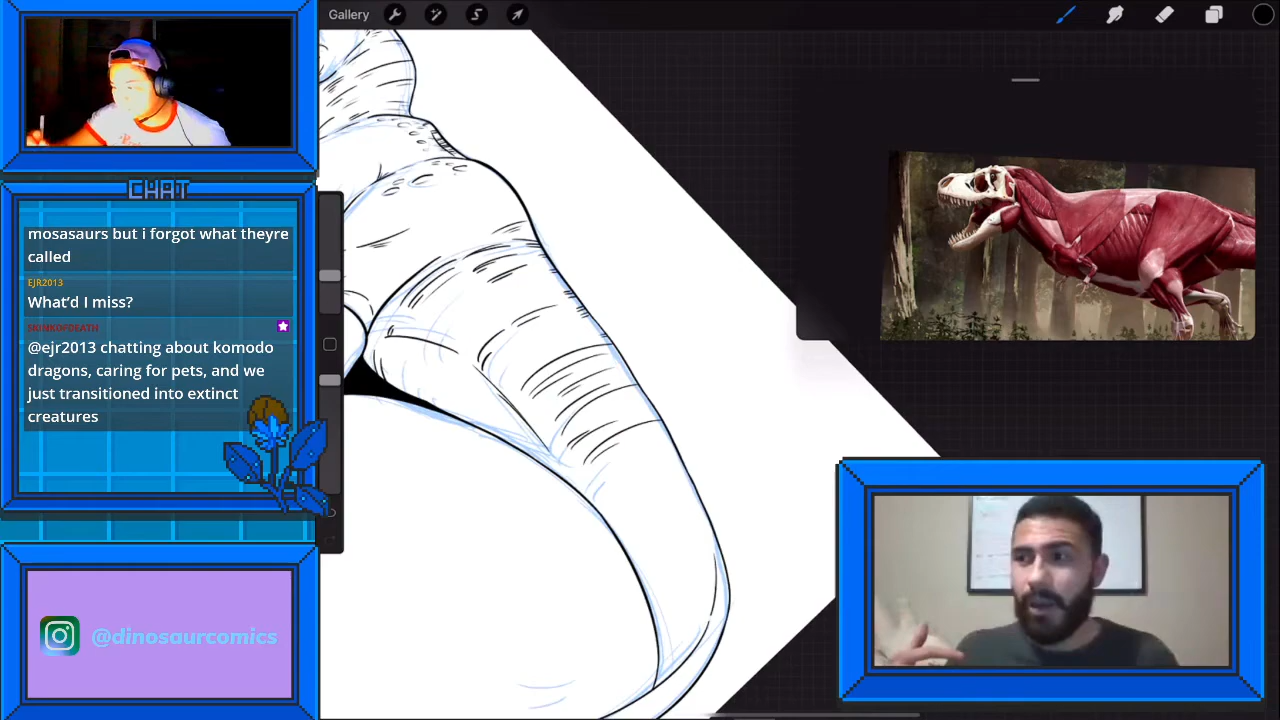 Gallery
CHAT
mosasaurs but i forgot what theyre
called
EJR2013
What'd I miss?
@ejr2013 chatting about komodo
dragons, caring for pets, and we
just transitioned into extinct
creatures
@dinosaurcomics